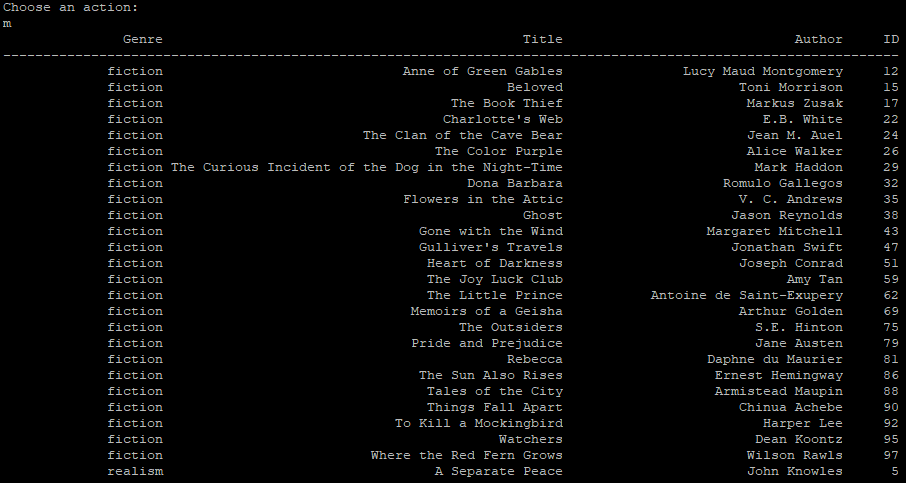 Choose an action:
m
Genre Title Author ID
--------------------------------------------------------------------------------------------------------------
fiction Anne of Green Gables Lucy Maud Montgomery 12
fiction Beloved Toni Morrison 15
fiction The Book Thief Markus Zusak 17
fiction Charlotte's Web E.B. White 22
fiction The Clan of the Cave Bear Jean M. Auel 24
fiction The Color Purple Alice Walker 26
fiction The Curious Incident of the Dog in the Night-Time Mark Haddon 29
fiction Dona Barbara Romulo Gallegos 32
fiction Flowers in the Attic V. C. Andrews 35
fiction Ghost Jason Reynolds 38
fiction Gone with the Wind Margaret Mitchell 43
fiction Gulliver's Travels Jonathan Swift 47
fiction Heart of Darkness Joseph Conrad 51
fiction The Joy Luck Club Amy Tan 59
fiction The Little Prince Antoine de Saint-Exupery 62
fiction Memoirs of a Geisha Arthur Golden 69
fiction The Outsiders S.E. Hinton 75
fiction Pride and Prejudice Jane Austen 79
fiction Rebecca Daphne du Maurier 81
fiction The Sun Also Rises Ernest Hemingway 86
fiction Tales of the City Armistead Maupin 88
fiction Things Fall Apart Chinua Achebe 90
fiction To Kill a Mockingbird Harper Lee 92
fiction Watchers Dean Koontz 95
fiction Where the Red Fern Grows Wilson Rawls 97
realism A Separate Peace John Knowles 5